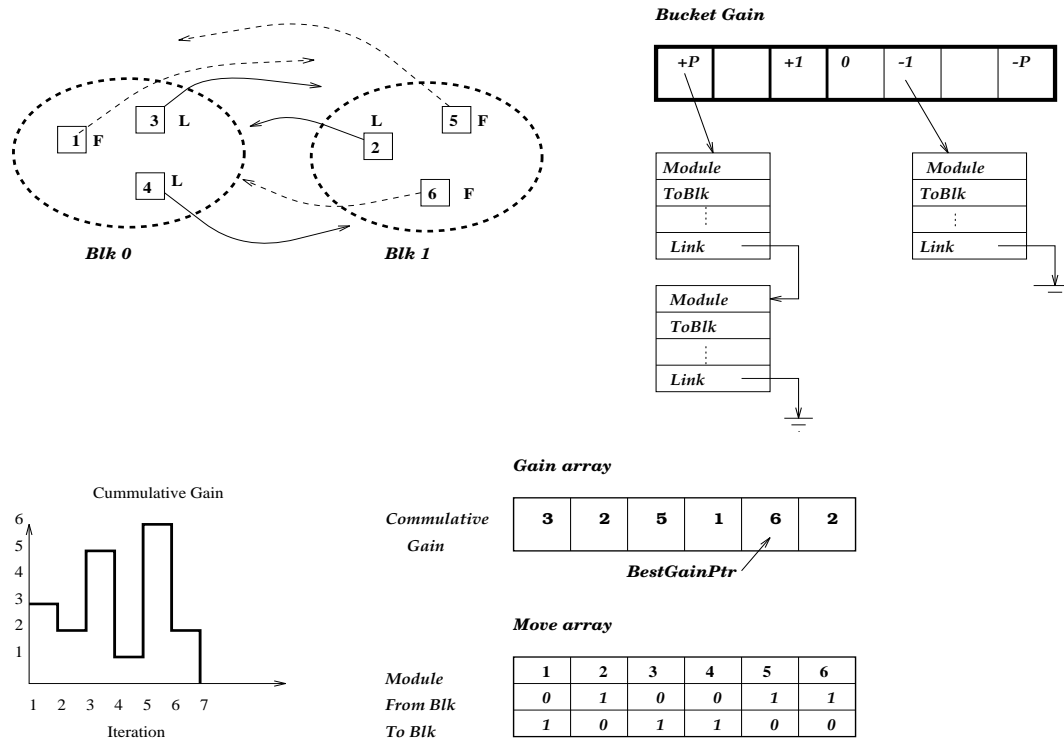 Bucket Gain
+P +1 0 -1 -P
3 L
1 F
4 L
L
2
5 F
6 F
Blk 0 Blk 1
Module
ToBlk
Link
Module
ToBlk
Link
Module
ToBlk
Link
Cummulative Gain
6
5
4
3
2
1
1 2 3 4 5 6 7
Iteration
Gain array
Commulative
Gain
3 2 5 1 6 2
BestGainPtr
Move array
Module 1 2 3 4 5 6
From Blk 0 1 0 0 1 1
To Blk 1 0 1 1 0 0